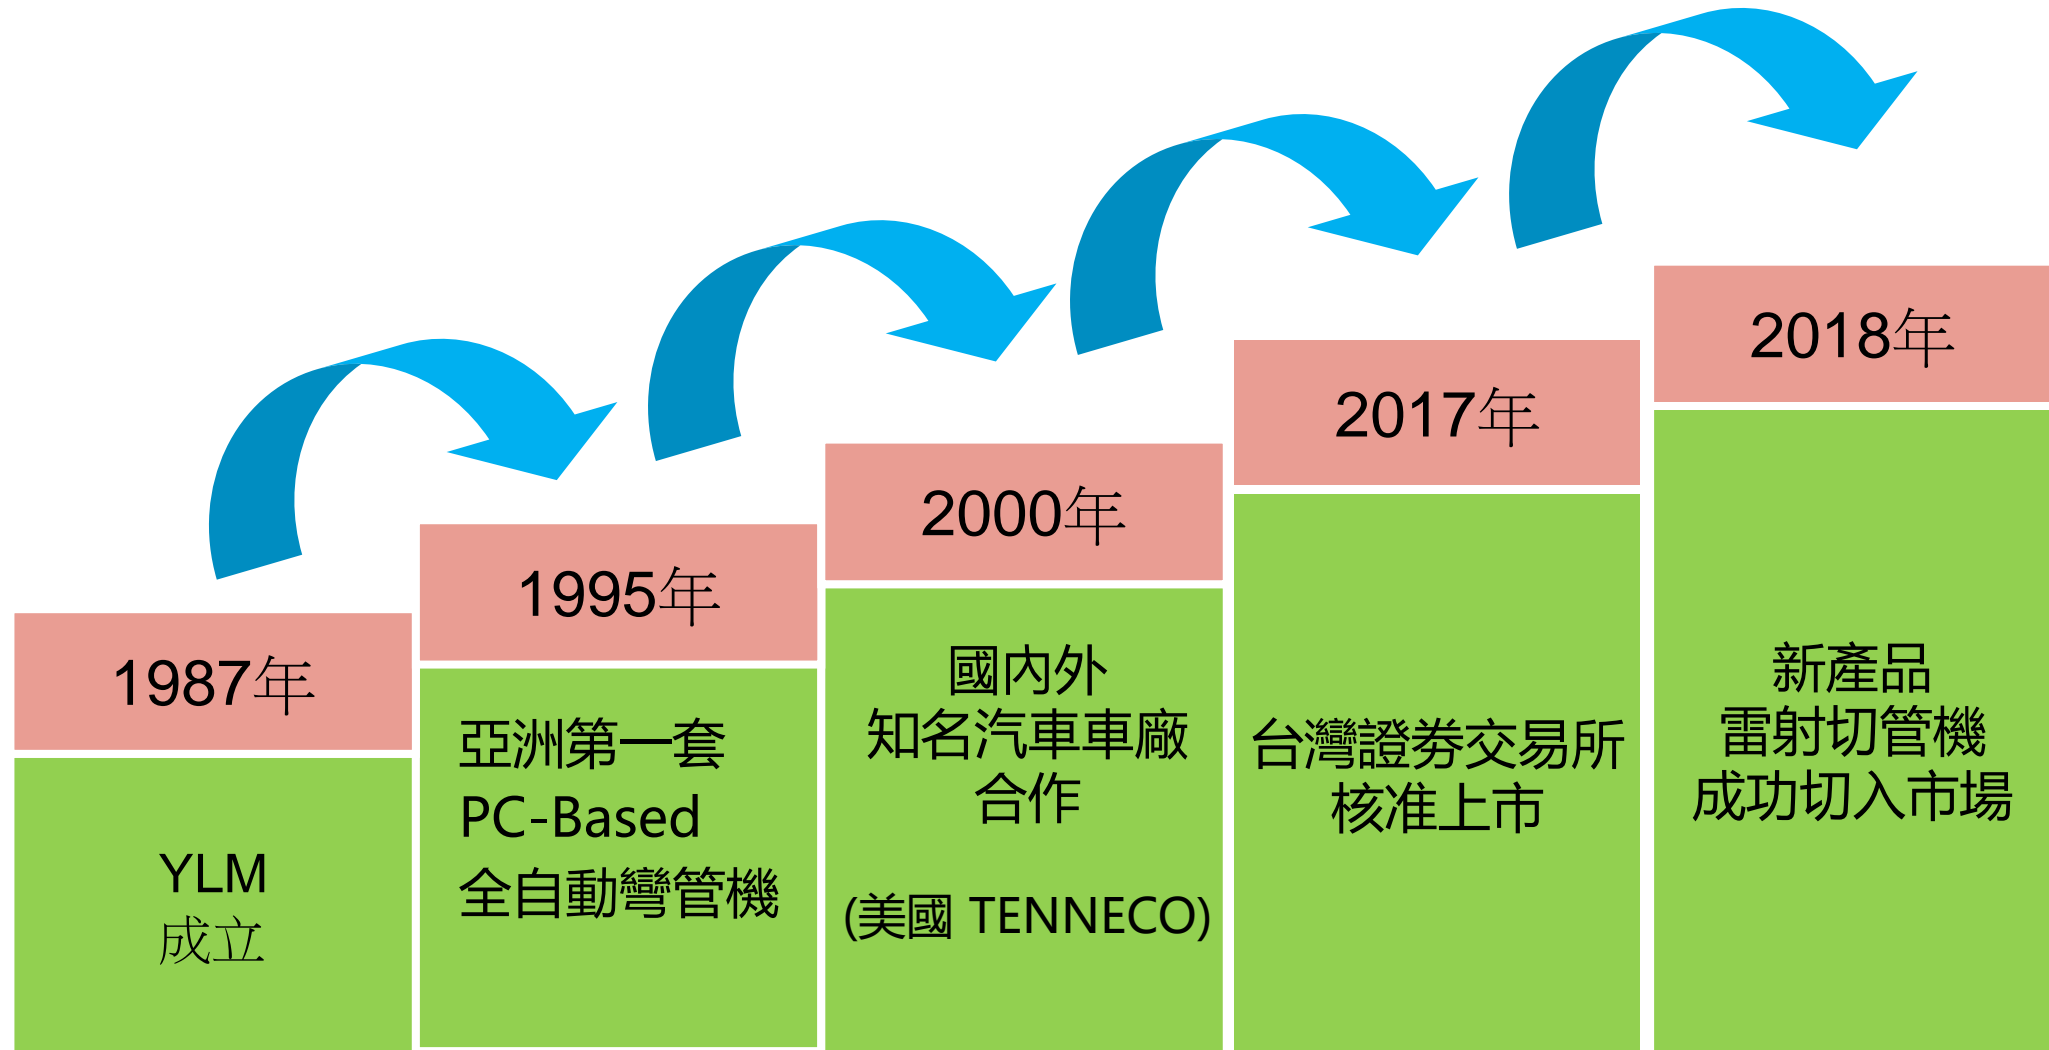 1987年
YLM
成立
1995年
亞洲第一套
PC-Based
全自動彎管機
2000年
國內外
知名汽車車廠
合作
(美國 TENNECO)
2017年
台灣證劵交易所
核准上市
2018年
新產品
雷射切管機
成功切入市場